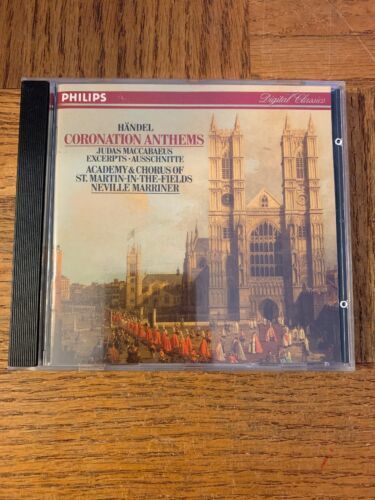 PHILIPS
Digital Classics
HÄNDEL
CORONATION ANTHEMS
JUDAS MACCABAEUS
EXCERPTS · AUSSCHNITTE
ACADEMY & CHORUS OF
ST. MARTIN-IN-THE-FIELDS
NEVILLE MARRINER